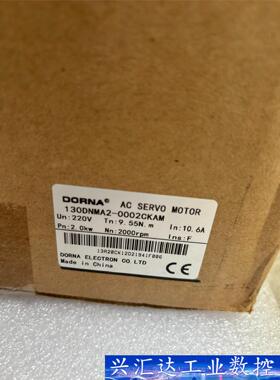 DORNA® AC SERVO MOTOR
130DNMA2-0002CKAM
Un: 220V Tn: 9.55N.m In: 10.6A
Pn: 2.0kw Nn: 2000rpm Ins: F
DORNA ELECTRON CO.LTD
Made in China
CE
兴汇达工业数控